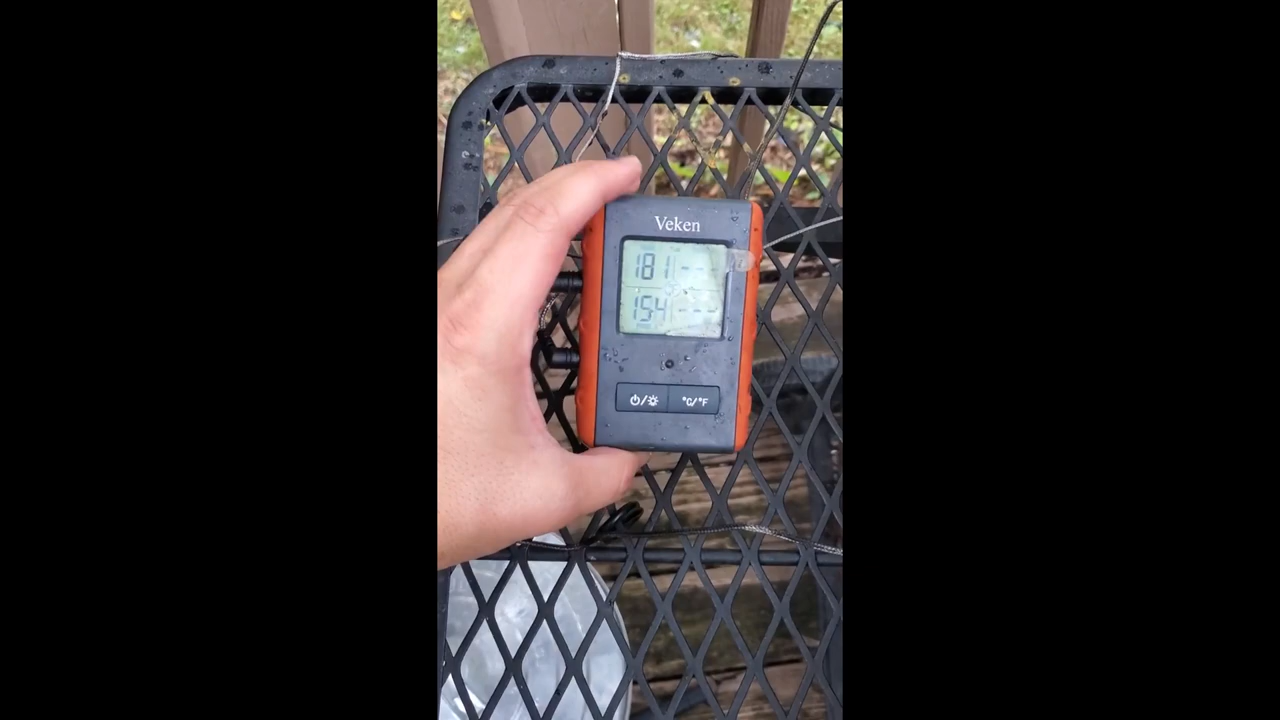 Veken
181 ---
154 ---
°C/°F